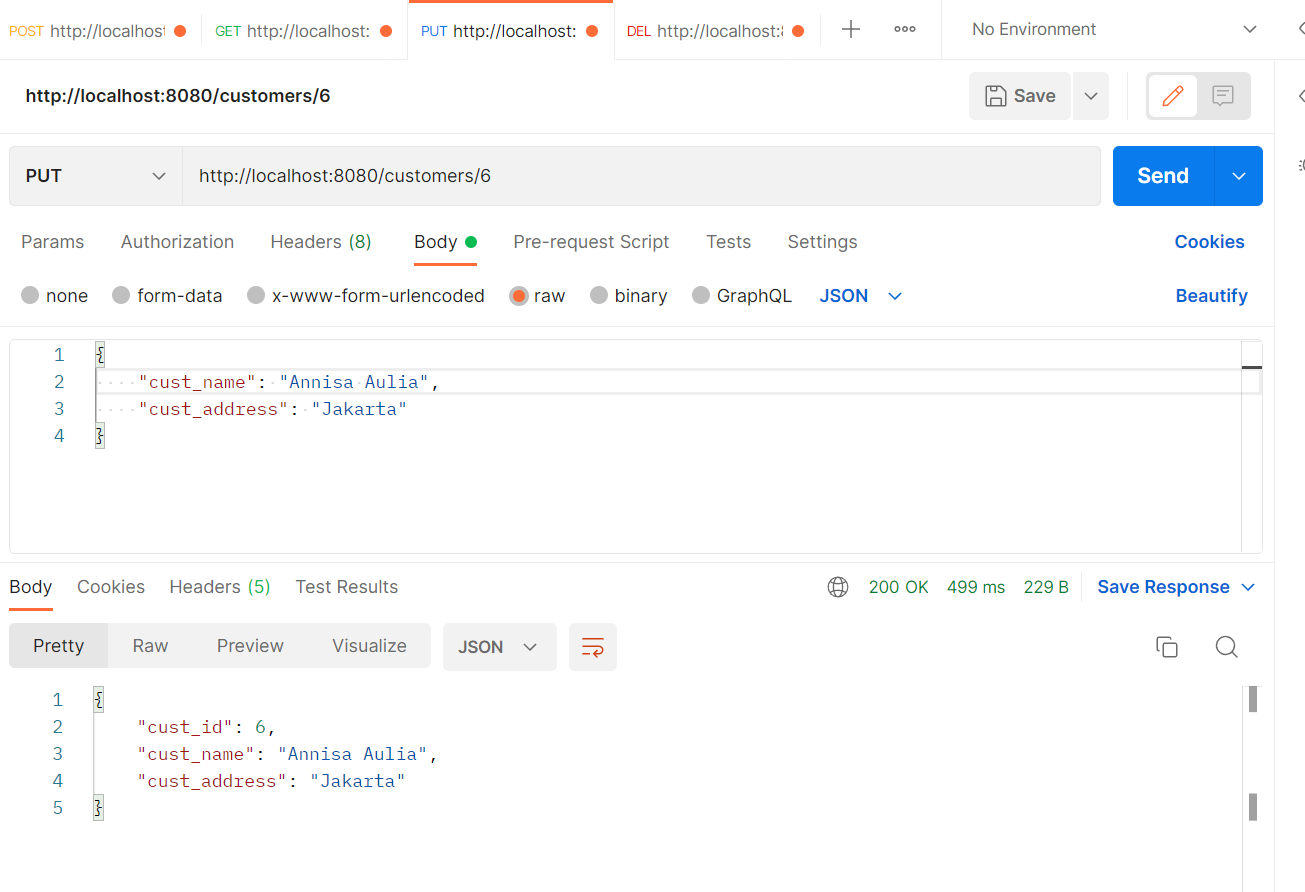 POST http://localhost GET http://localhost: PUT http://localhost: DEL http://localhost: No Environment
http://localhost:8080/customers/6 Save
PUT http://localhost:8080/customers/6 Send
Params Authorization Headers (8) Body Pre-request Script Tests Settings Cookies
none form-data x-www-form-urlencoded raw binary GraphQL JSON Beautify
1 {
2 "cust_name": "Annisa Aulia",
3 "cust_address": "Jakarta"
4 }
Body Cookies Headers (5) Test Results 200 OK 499 ms 229 B Save Response
Pretty Raw Preview Visualize JSON
1 {
2 "cust_id": 6,
3 "cust_name": "Annisa Aulia",
4 "cust_address": "Jakarta"
5 }